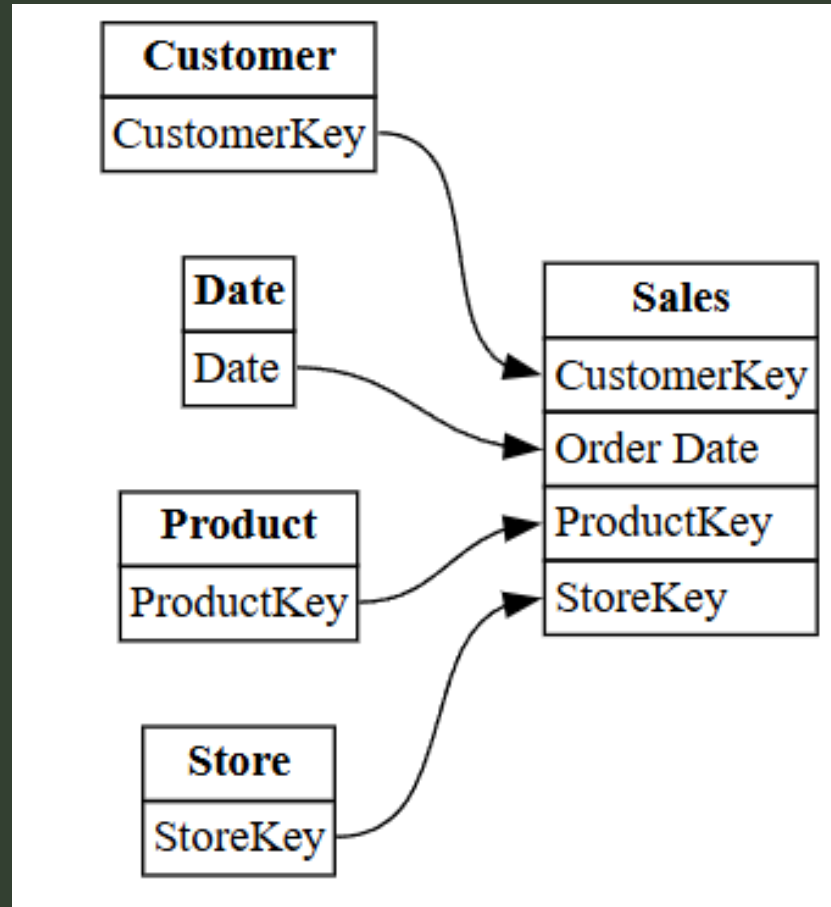 Customer
CustomerKey
Date
Date
Product
ProductKey
Store
StoreKey
Sales
CustomerKey
Order Date
ProductKey
StoreKey